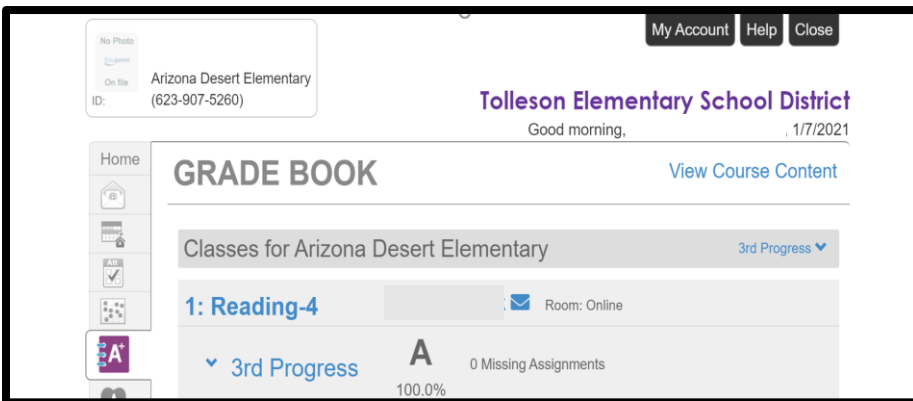 My Account Help Close
No Photo
On file
Arizona Desert Elementary
ID: (623-907-5260)
Tolleson Elementary School District
Good morning, , 1/7/2021
Home
GRADE BOOK
View Course Content
Classes for Arizona Desert Elementary 3rd Progress
1: Reading-4 Room: Online
3rd Progress A 0 Missing Assignments
100.0%
A+